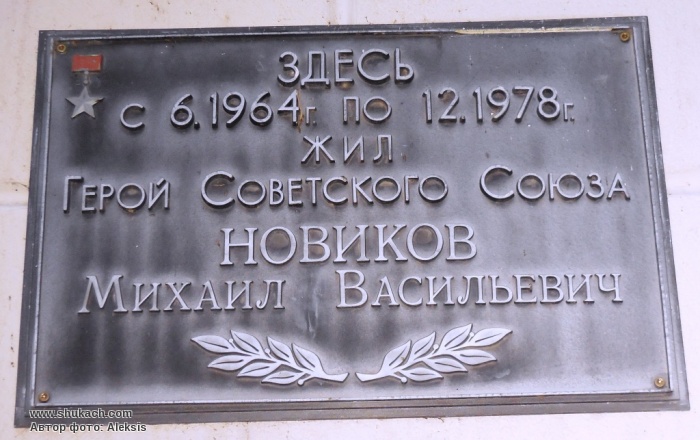 ЗДЕСЬ
С 6.1964г. ПО 12.1978г.
ЖИЛ
ГЕРОЙ СОВЕТСКОГО СОЮЗА
НОВИКОВ
МИХАИЛ ВАСИЛЬЕВИЧ
www.shukach.com
Автор фото: Aleksis